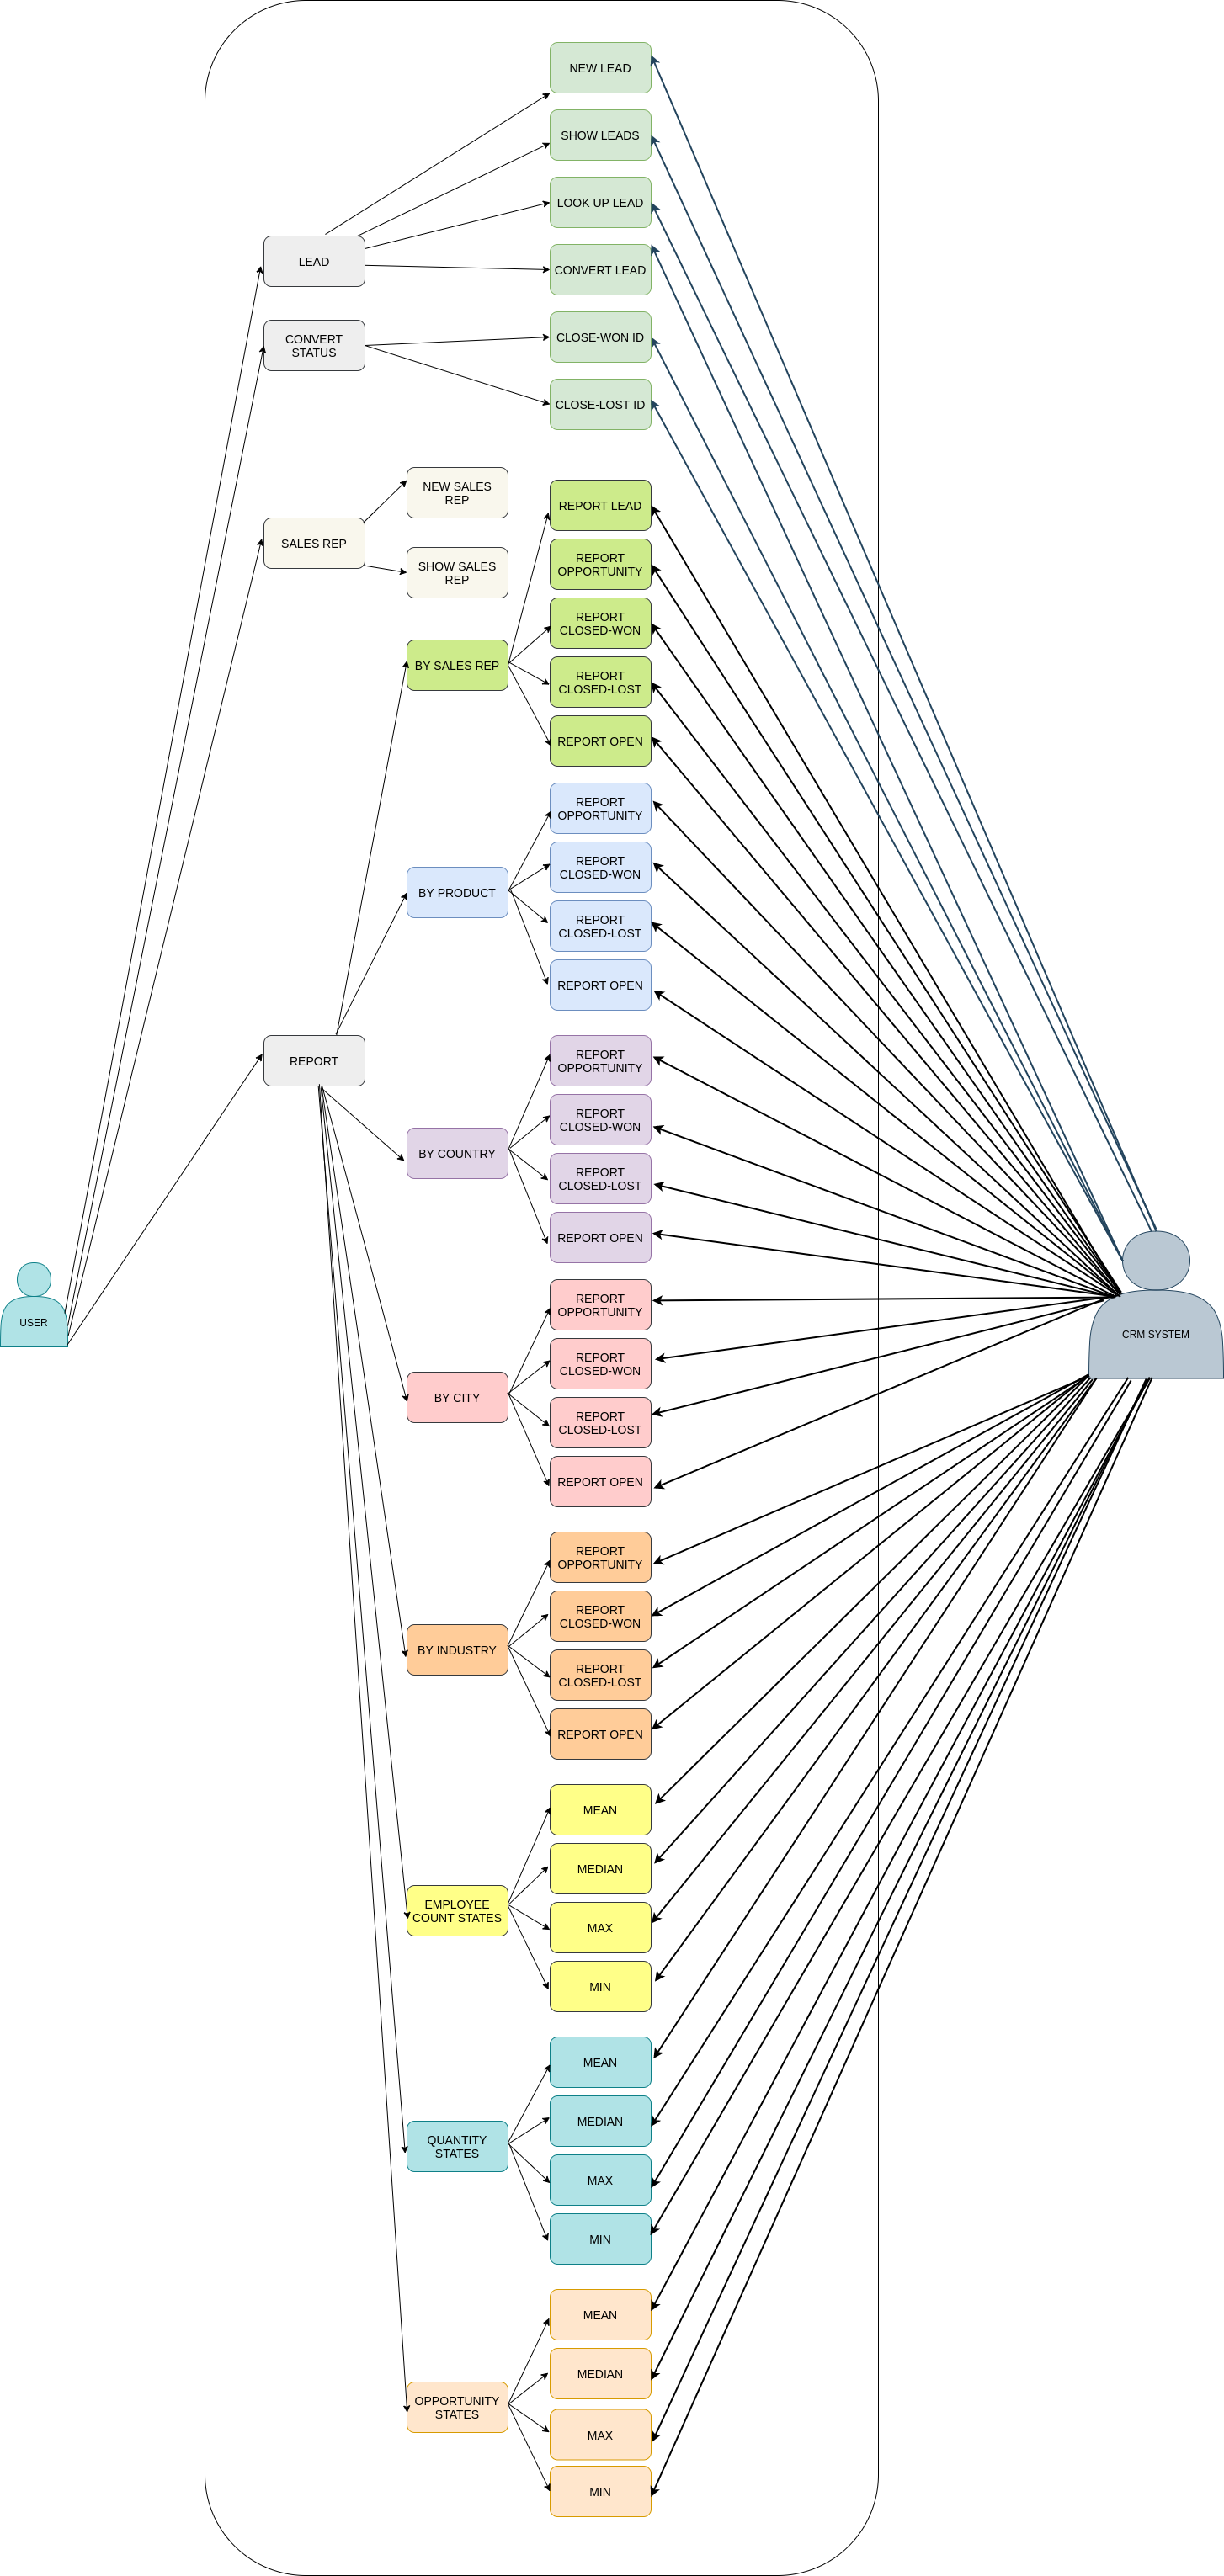 NEW LEAD
SHOW LEADS
LOOK UP LEAD
LEAD
CONVERT LEAD
CONVERT
STATUS
CLOSE-WON ID
CLOSE-LOST ID
NEW SALES
REP
SALES REP
SHOW SALES
REP
REPORT LEAD
REPORT
OPPORTUNITY
REPORT
CLOSED-WON
BY SALES REP
REPORT
CLOSED-LOST
REPORT OPEN
REPORT
OPPORTUNITY
REPORT
CLOSED-WON
BY PRODUCT
REPORT
CLOSED-LOST
REPORT OPEN
REPORT
REPORT
OPPORTUNITY
REPORT
CLOSED-WON
BY COUNTRY
REPORT
CLOSED-LOST
REPORT OPEN
USER
CRM SYSTEM
REPORT
OPPORTUNITY
REPORT
CLOSED-WON
BY CITY
REPORT
CLOSED-LOST
REPORT OPEN
REPORT
OPPORTUNITY
REPORT
CLOSED-WON
BY INDUSTRY
REPORT
CLOSED-LOST
REPORT OPEN
MEAN
MEDIAN
EMPLOYEE
COUNT STATES
MAX
MIN
MEAN
MEDIAN
QUANTITY
STATES
MAX
MIN
MEAN
MEDIAN
OPPORTUNITY
STATES
MAX
MIN